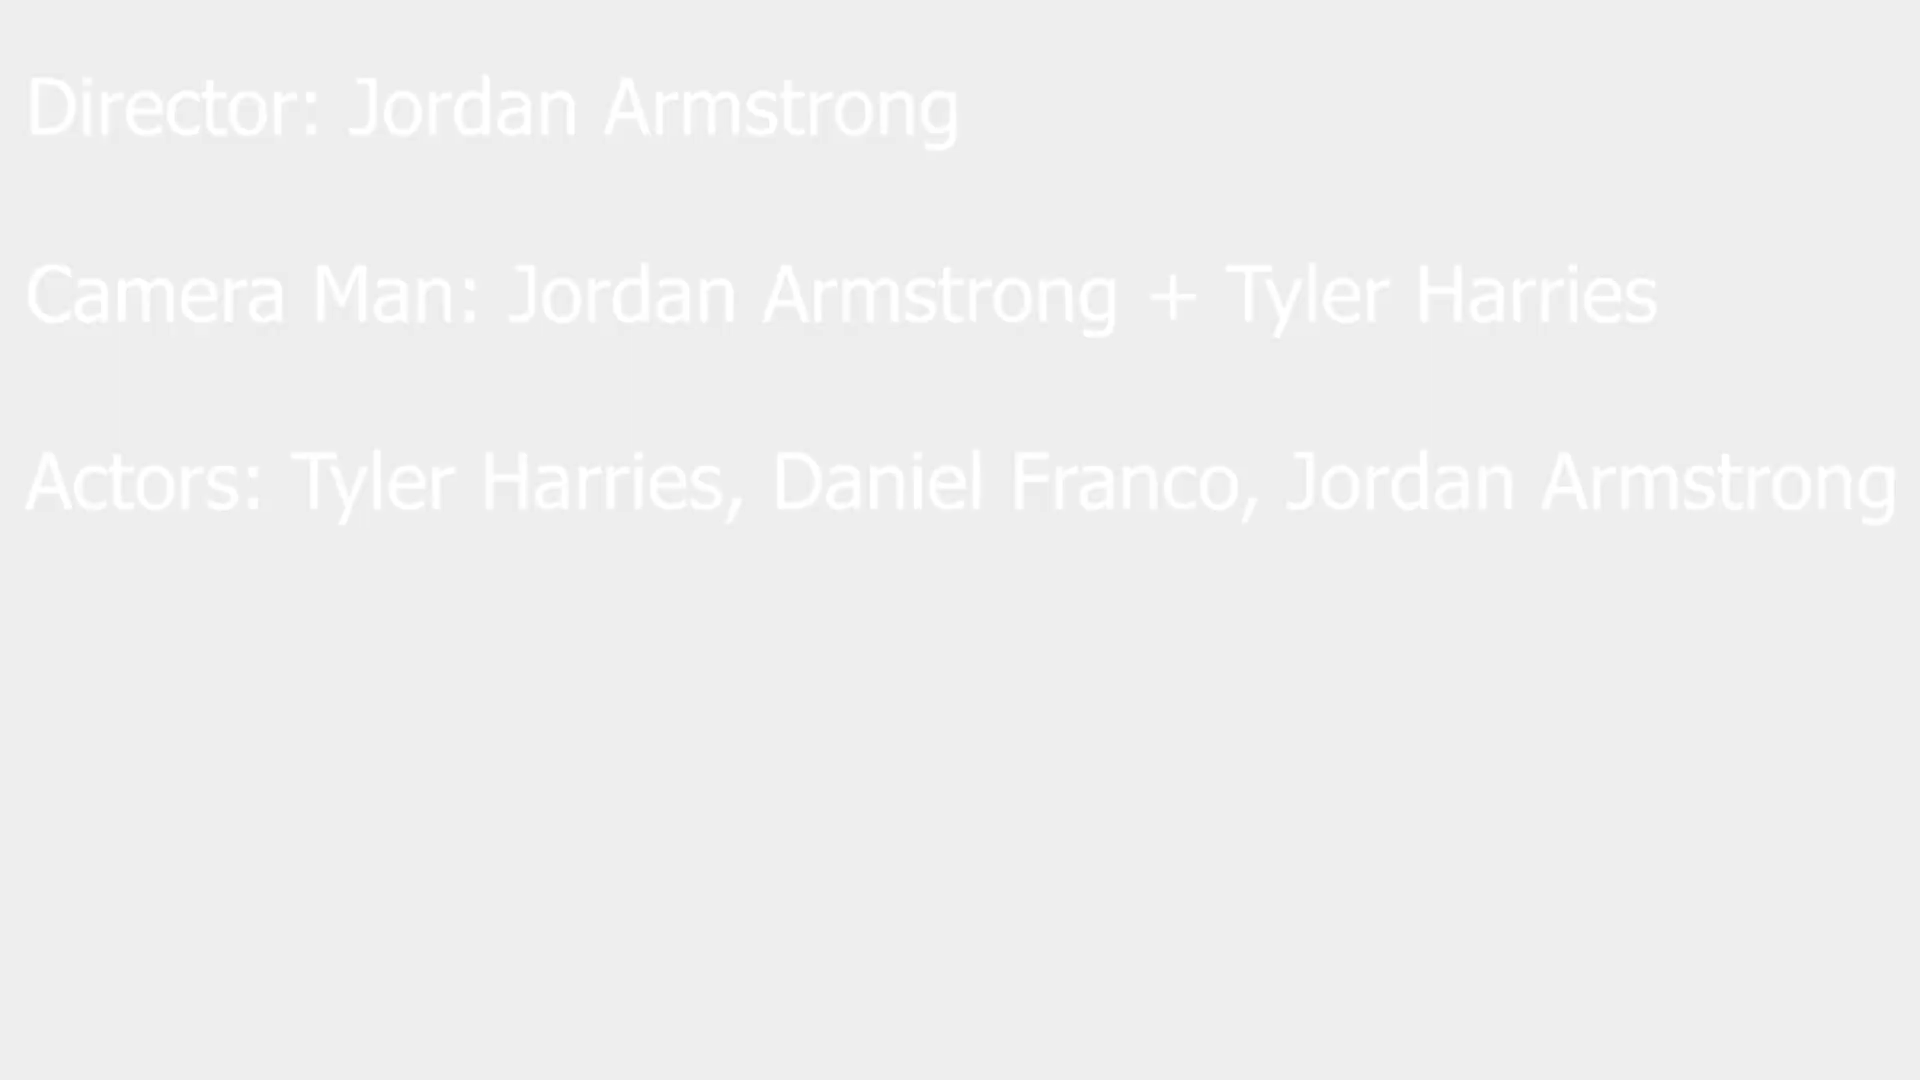 Director: Jordan Armstrong
Camera Man: Jordan Armstrong + Tyler Harries
Actors: Tyler Harries, Daniel Franco, Jordan Armstrong